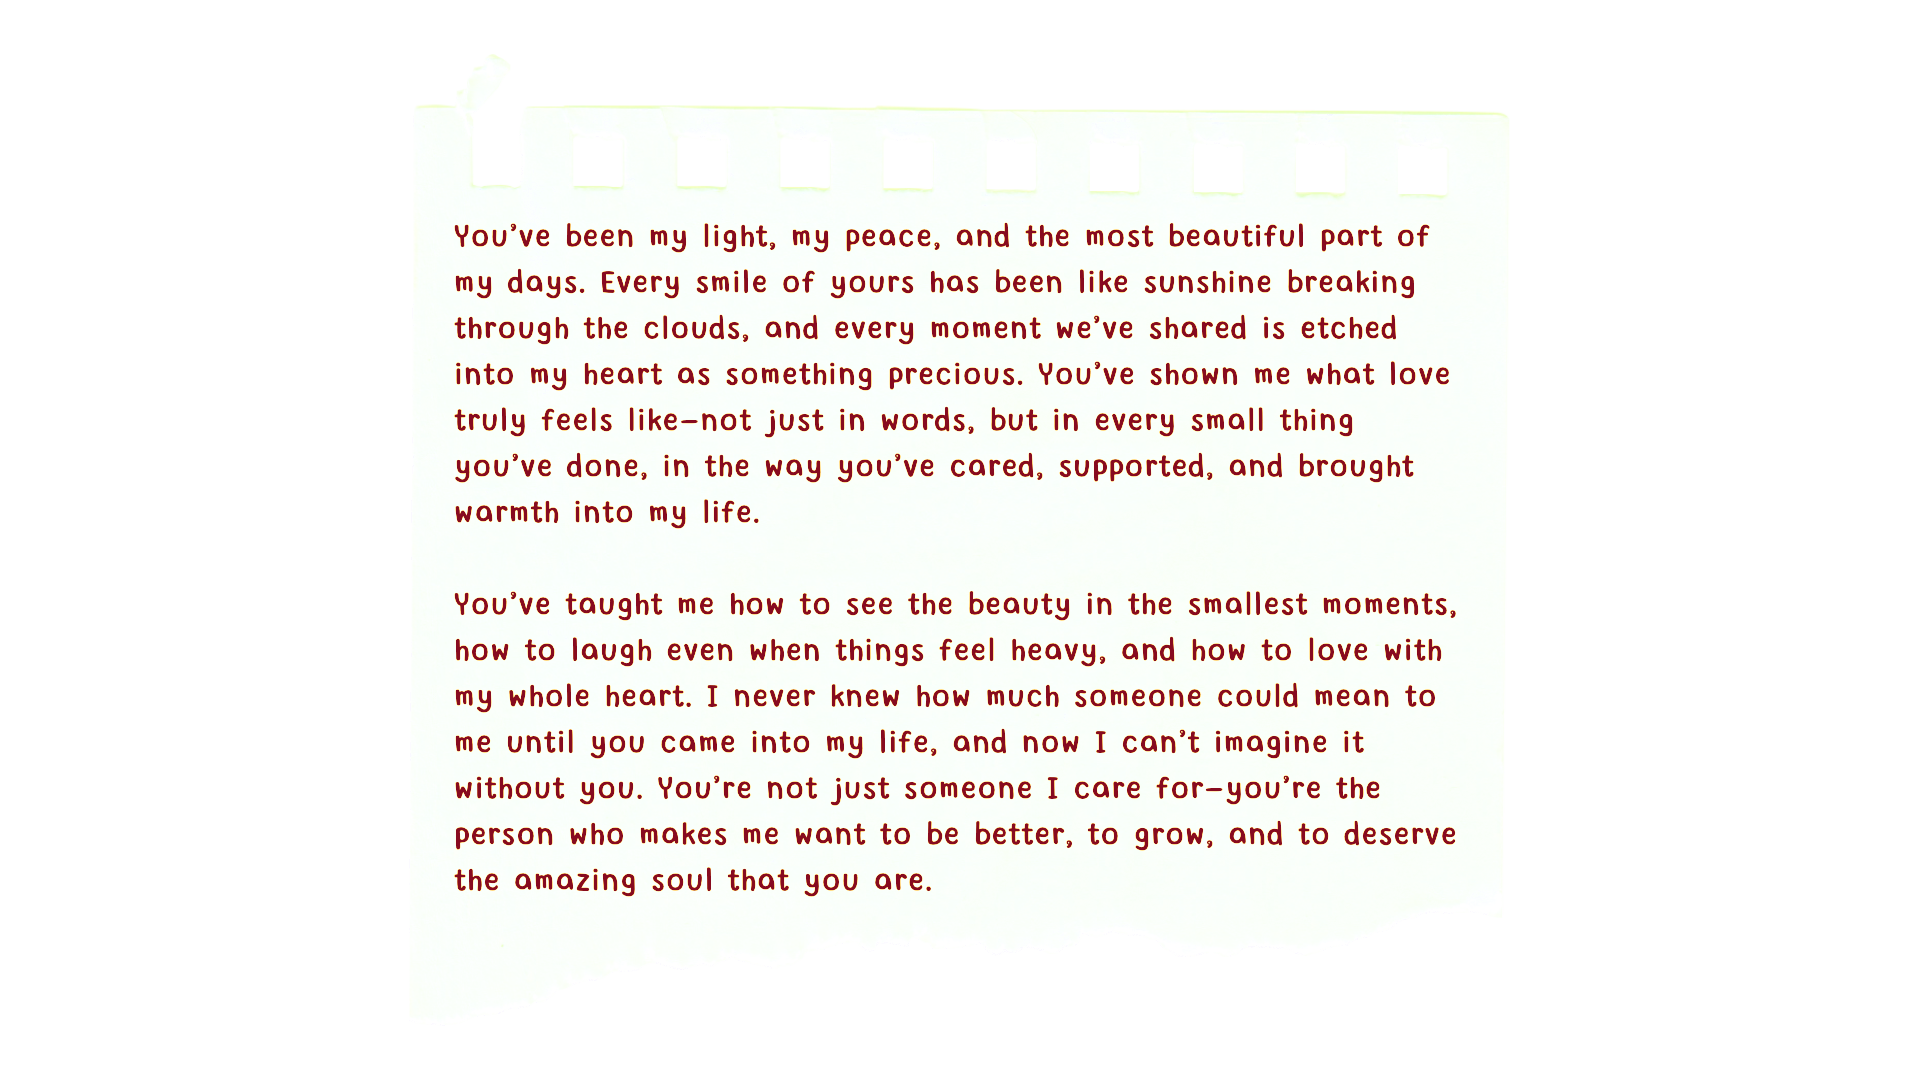 You've been my light, my peace, and the most beautiful part of
my days. Every smile of yours has been like sunshine breaking
through the clouds, and every moment we've shared is etched
into my heart as something precious. You've shown me what love
truly feels like—not just in words, but in every small thing
you've done, in the way you've cared, supported, and brought
warmth into my life.
You've taught me how to see the beauty in the smallest moments,
how to laugh even when things feel heavy, and how to love with
my whole heart. I never knew how much someone could mean to
me until you came into my life, and now I can't imagine it
without you. You're not just someone I care for—you're the
person who makes me want to be better, to grow, and to deserve
the amazing soul that you are.